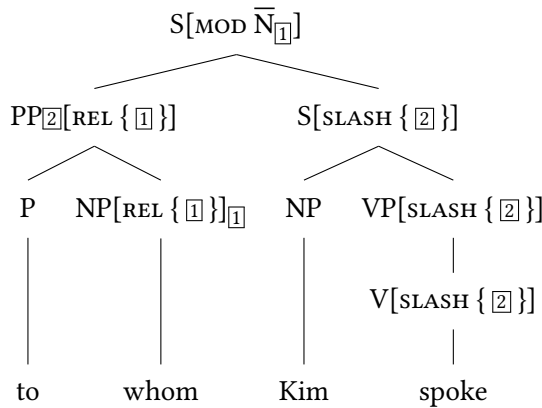 S[MOD N̅1]
PP2[REL { 1 }] S[SLASH { 2 }]
P NP[REL { 1 }]1 NP VP[SLASH { 2 }]
V[SLASH { 2 }]
to whom Kim spoke